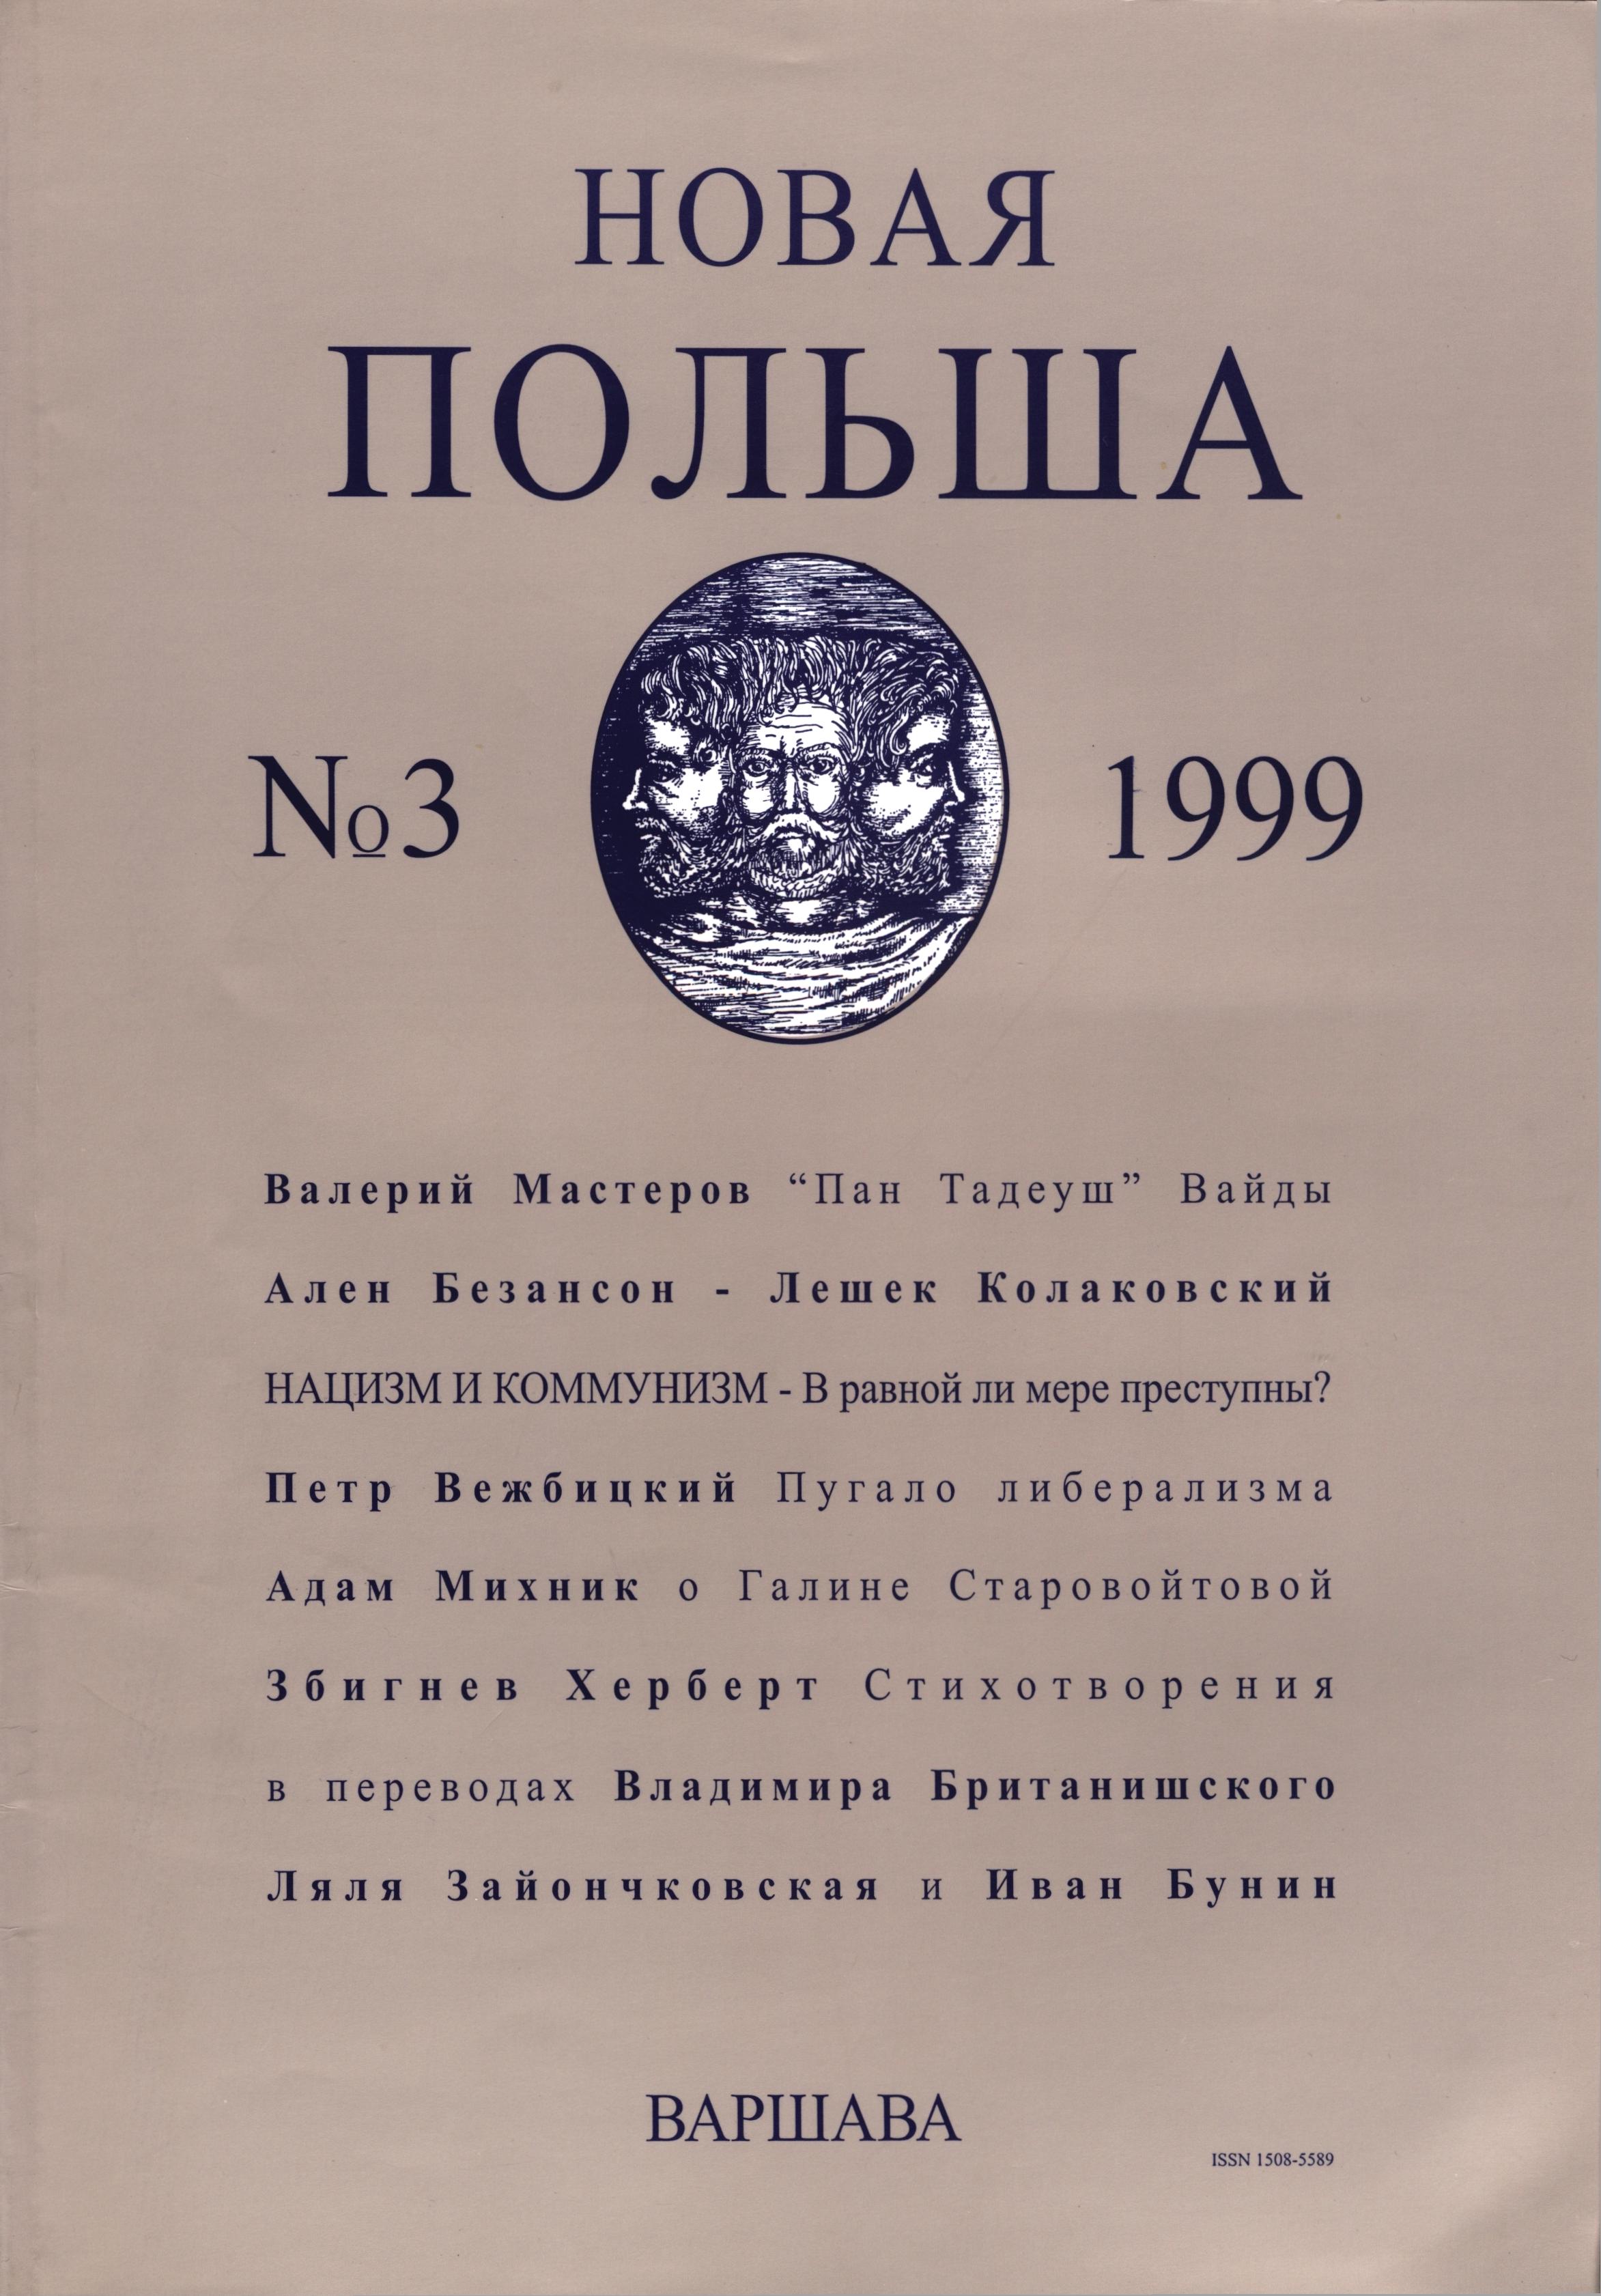 НОВАЯ
ПОЛЬША
№3
1999
Валерий Мастеров “Пан Тадеуш” Вайды
Ален Безансон - Лешек Колаковский
НАЦИЗМ И КОММУНИЗМ - В равной ли мере преступны?
Петр Вежбицкий Пугало либерализма
Адам Михник о Галине Старовойтовой
Збигнев Херберт Стихотворения
в переводах Владимира Британишского
Ляля Зайончковская и Иван Бунин
ВАРШАВА
ISSN 1508-5589